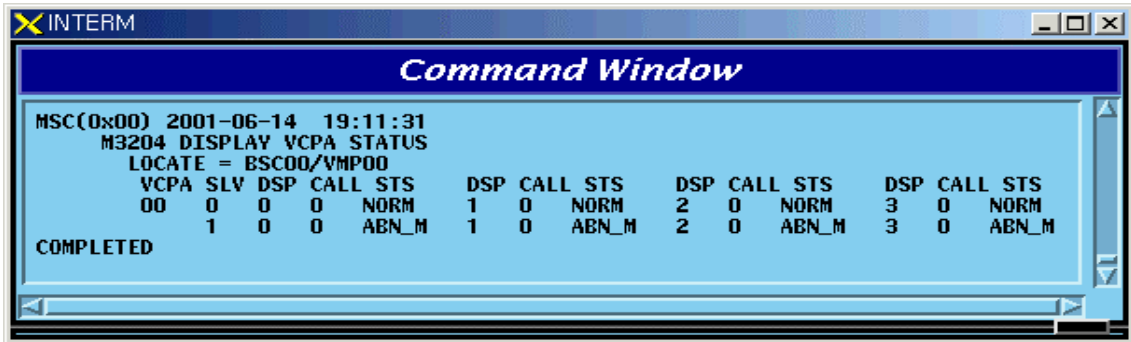 INTERM
Command Window
MSC(0x00) 2001-06-14 19:11:31
M3204 DISPLAY VCPA STATUS
LOCATE = BSC00/VMP00
VCPA SLV DSP CALL STS DSP CALL STS DSP CALL STS DSP CALL STS
00 0 0 0 NORM 1 0 NORM 2 0 NORM 3 0 NORM
1 0 0 ABN_M 1 0 ABN_M 2 0 ABN_M 3 0 ABN_M
COMPLETED